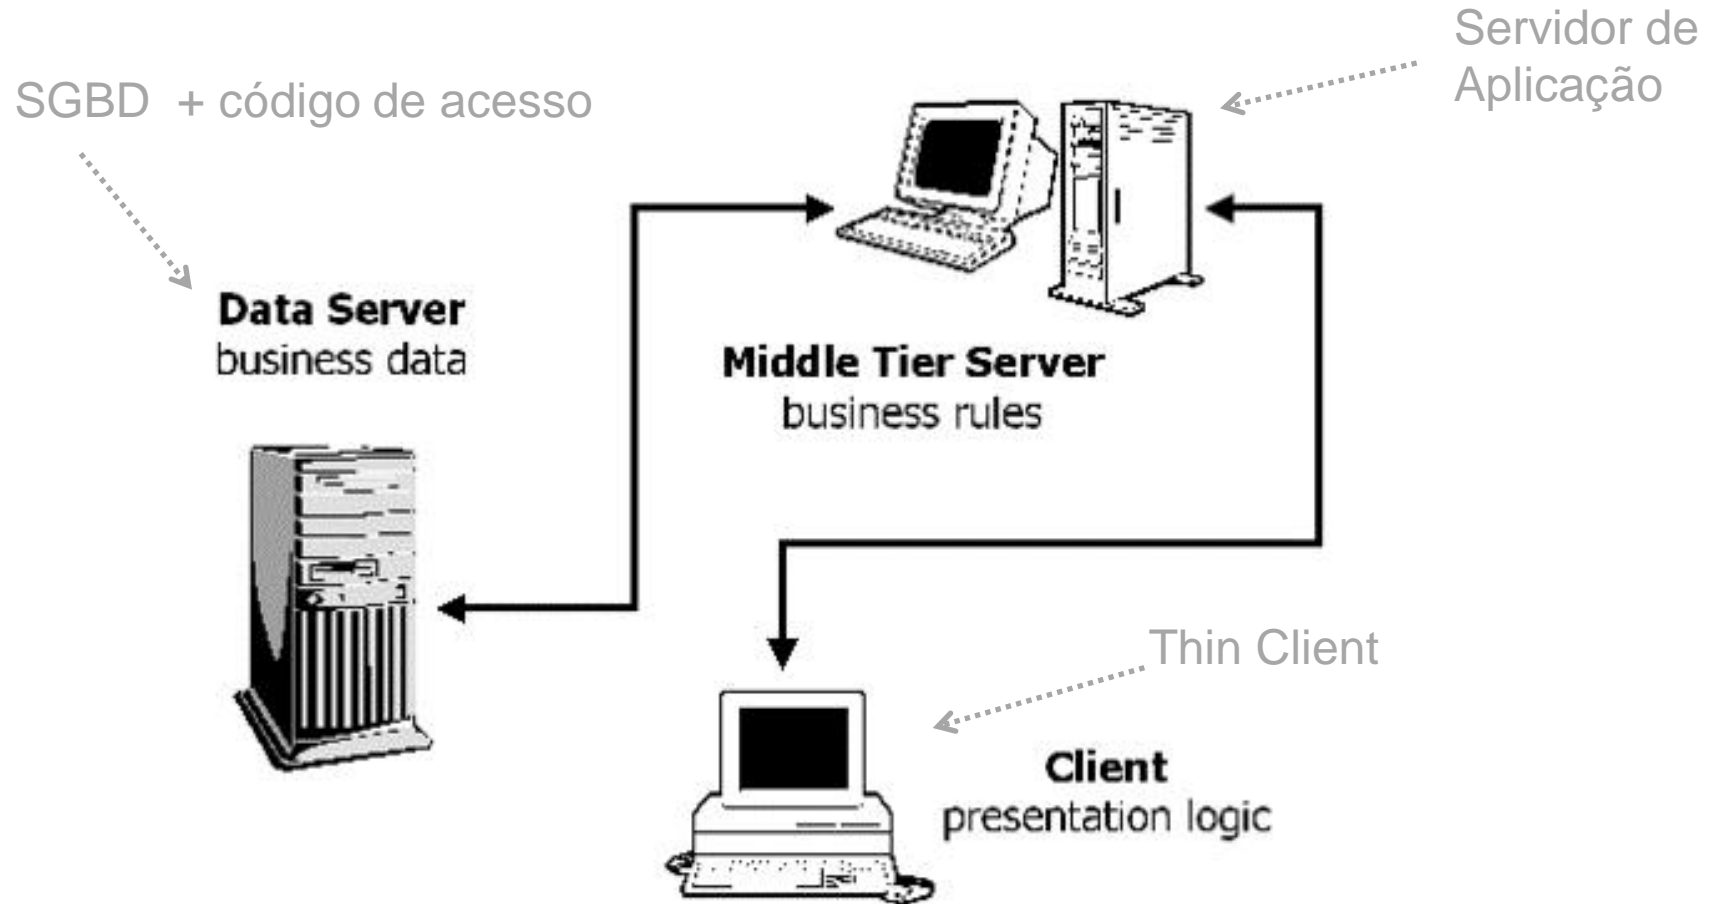 Servidor de
Aplicação
SGBD + código de acesso
Data Server
business data
Middle Tier Server
business rules
Thin Client
Client
presentation logic